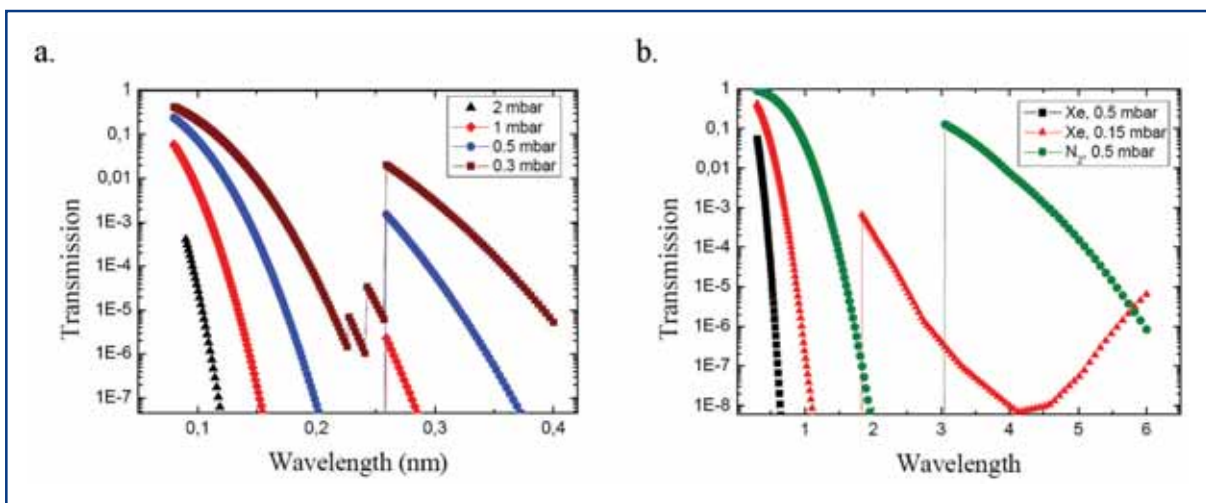 a.
Transmission
1
0,1
0,01
1E-3
1E-4
1E-5
1E-6
1E-7
2 mbar
1 mbar
0.5 mbar
0.3 mbar
0,1 0,2 0,3 0,4
Wavelength (nm)
b.
Transmission
1
0,1
0,01
1E-3
1E-4
1E-5
1E-6
1E-7
1E-8
Xe, 0.5 mbar
Xe, 0.15 mbar
N₂, 0.5 mbar
1 2 3 4 5 6
Wavelength